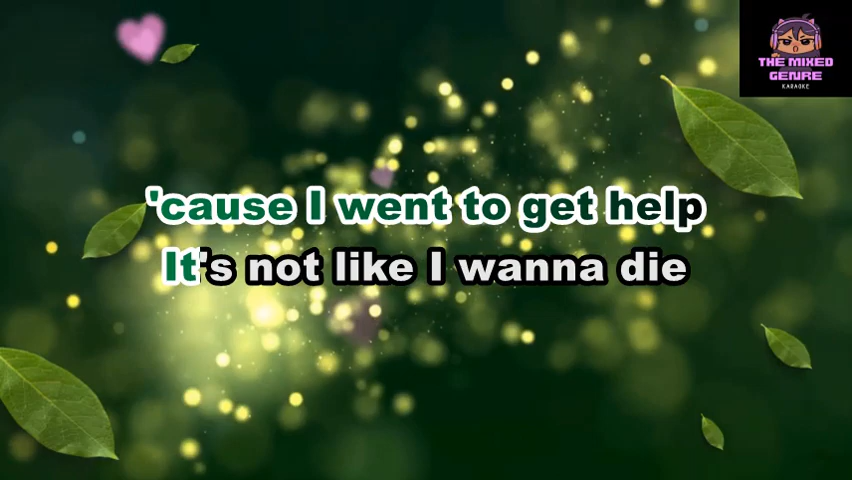 THE MIXED
GENRE
KARAOKE
'cause I went to get help
It's not like I wanna die